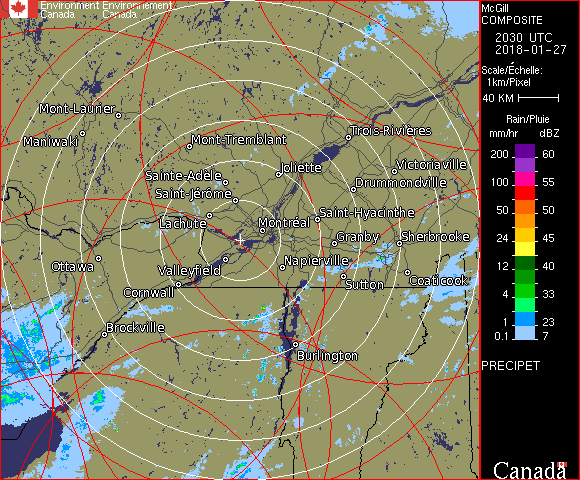 Environment Environnement
Canada Canada
Mont-Laurier
Maniwaki
Mont-Tremblant
Trois-Rivières
Joliette
Victoriaville
Sainte-Adèle
Drummondville
Saint-Jérôme
Saint-Hyacinthe
Lachute
Montréal
Granby
Sherbrooke
Ottawa
Valleyfield
Napierville
Sutton
Coaticook
Cornwall
Brockville
Burlington
McGill
COMPOSITE
2030 UTC
2018-01-27
Scale/Échelle:
1km/Pixel
40 KM
Rain/Pluie
mm/hr dBZ
200 60
100 55
50 50
24 45
12 40
4 33
1 23
0.1 7
PRECIPET
Canada